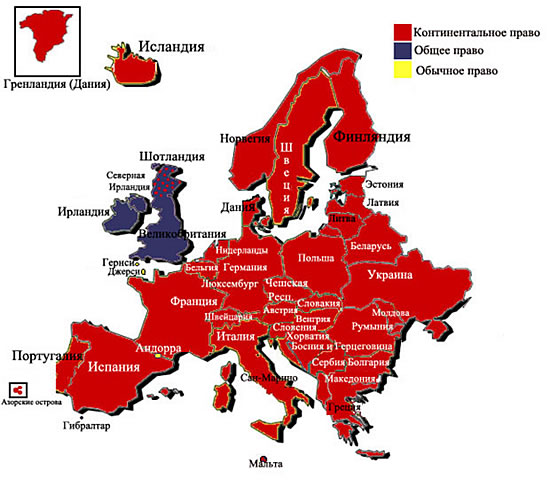 Континентальное право
Общее право
Обычное право
Гренландия (Дания)
Исландия
Норвегия
Швеция
Финляндия
Шотландия
Северная
Ирландия
Ирландия
Великобритания
Дания
Эстония
Латвия
Литва
Беларусь
Гернси
Джерси
Нидерланды
Бельгия
Германия
Польша
Украина
Люксембург
Чешская
Респ.
Словакия
Франция
Австрия
Швейцария
Венгрия
Словения
Молдова
Румыния
Италия
Хорватия
Босния и Герцеговина
Андорра
Португалия
Испания
Сан-Марино
Сербия
Болгария
Македония
Азорские острова
Греция
Гибралтар
Мальта